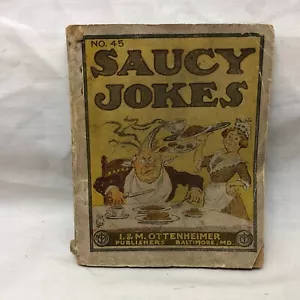 NO. 45
SAUCY
JOKES
I. & M. OTTENHEIMER
PUBLISHERS BALTIMORE, MD.